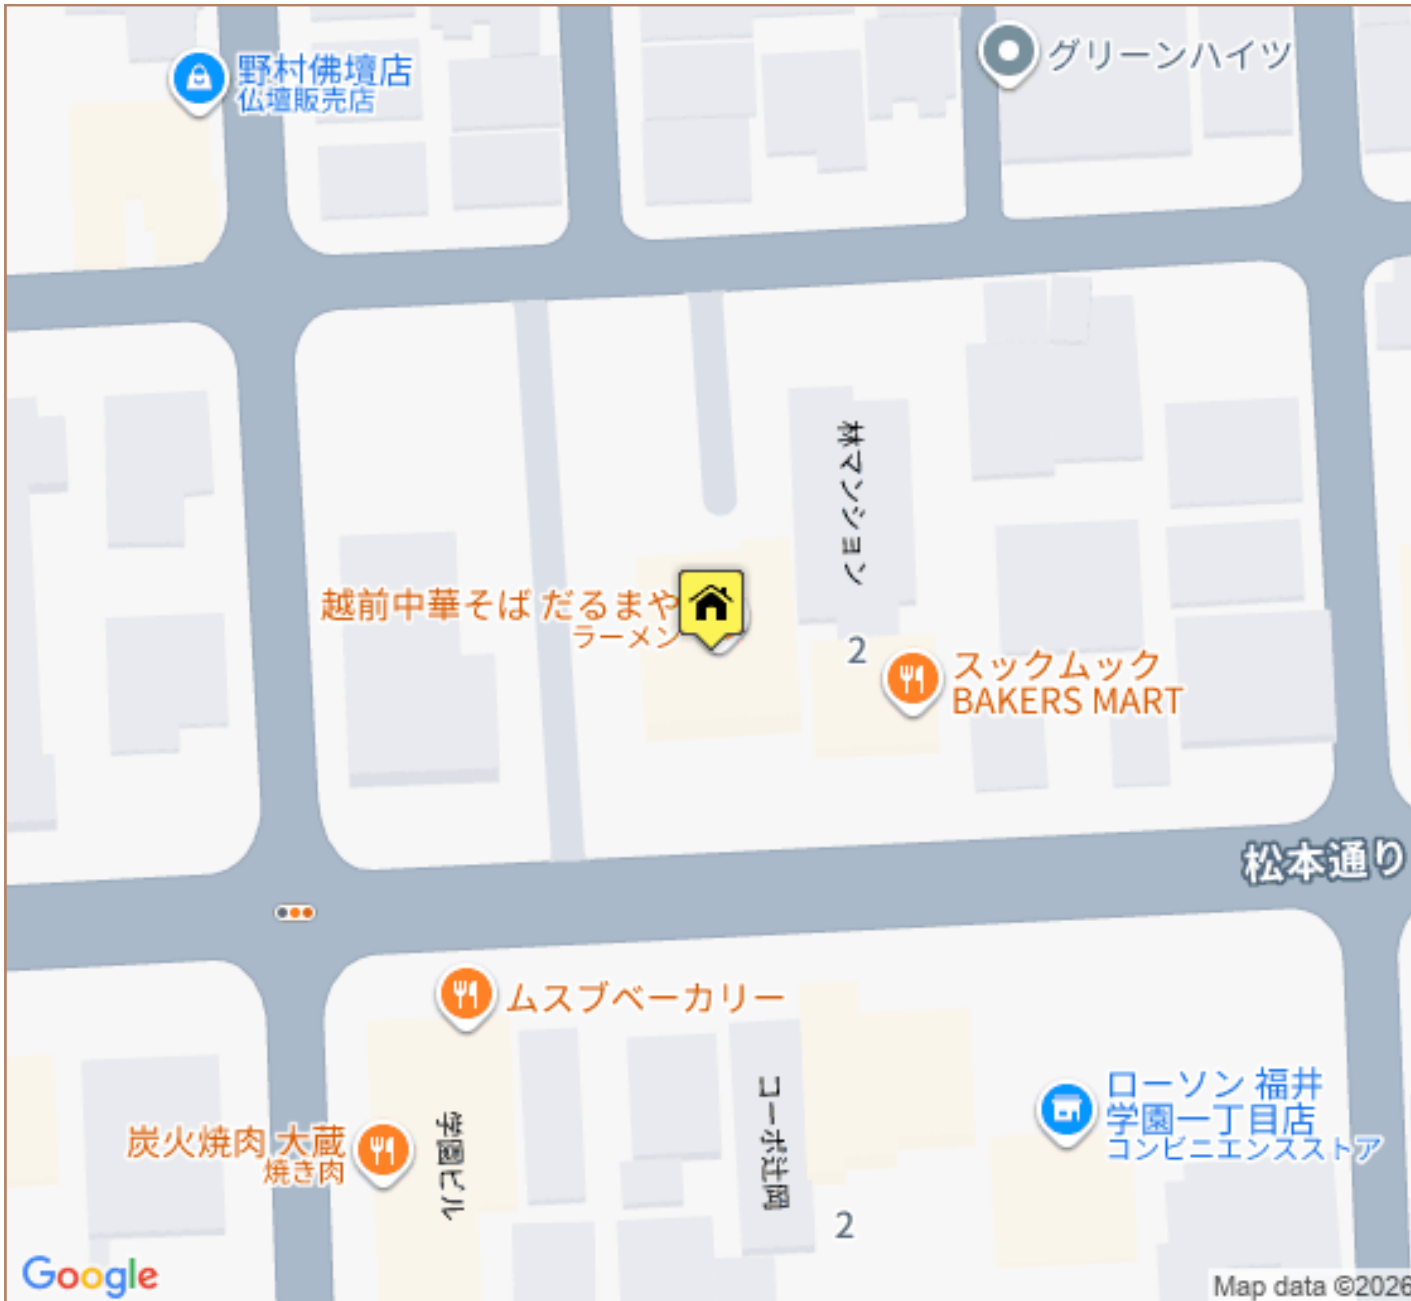 野村佛壇店
仏壇販売店
グリーンハイツ
林マンション
越前中華そば だるまや
ラーメン
2
スックムック
BAKERS MART
松本通り
ムスブベーカリー
炭火焼肉 大蔵
焼き肉
学園ビル
コーポ辻岡
ローソン 福井
学園一丁目店
コンビニエンスストア
2
Google
Map data ©2026